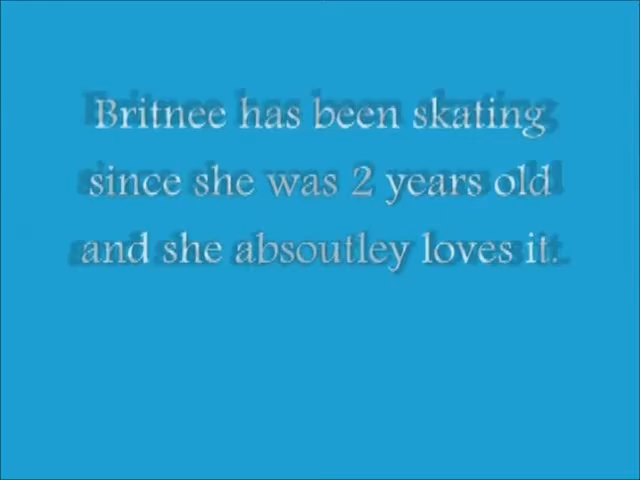 Britnee has been skating
since she was 2 years old
and she absoutley loves it.